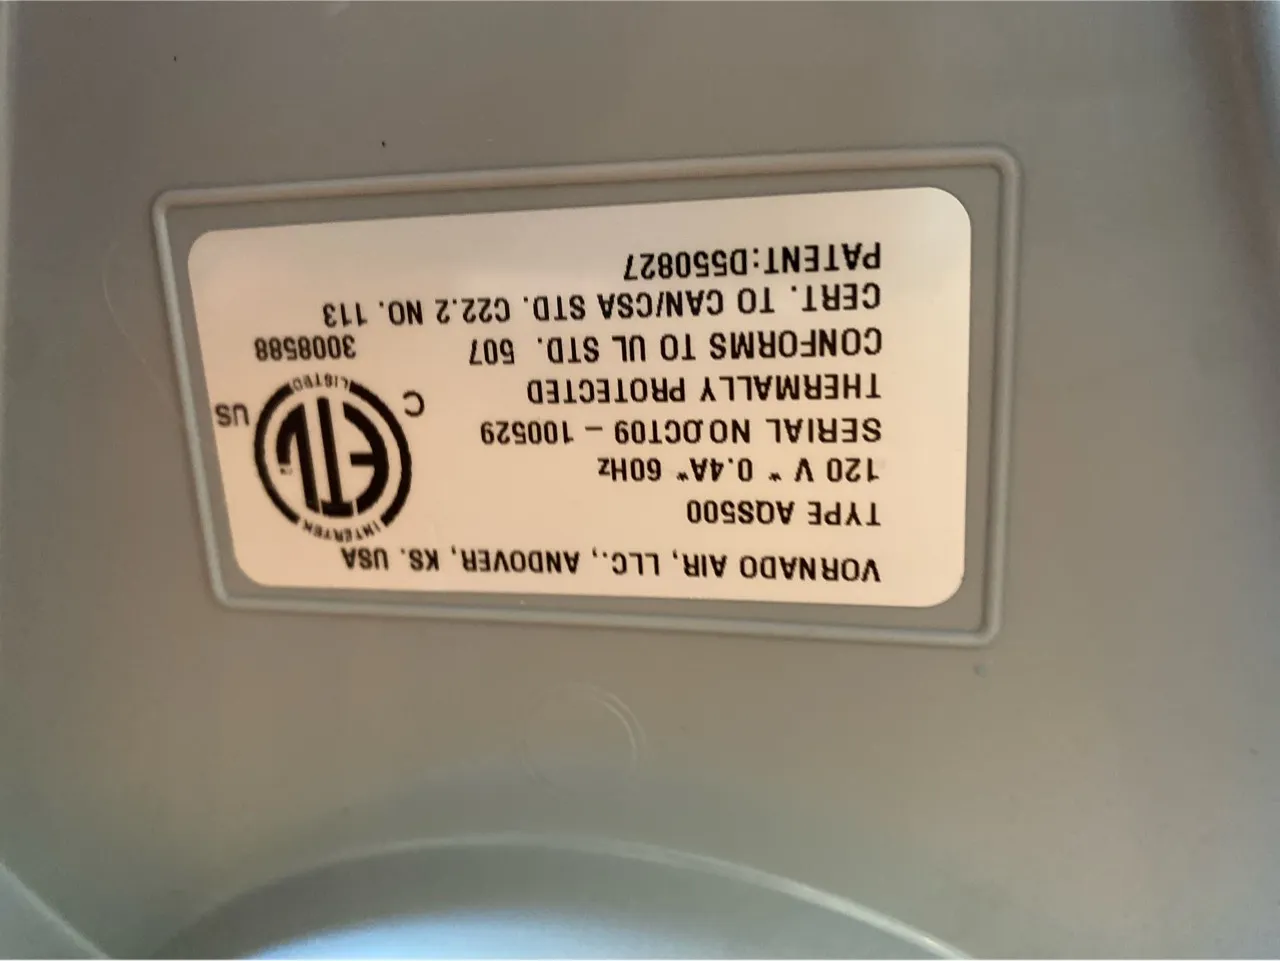 VORNADO AIR, LLC., ANDOVER, KS. USA
TYPE AQS500
120 V * 0.4A* 60Hz
SERIAL NO.OCT09 - 100529
THERMALLY PROTECTED
CONFORMS TO UL STD. 507
CERT. TO CAN/CSA STD. C22.2 NO. 113
PATENT:D550827
INTERTEK
ETL
LISTED
C
US
3008588